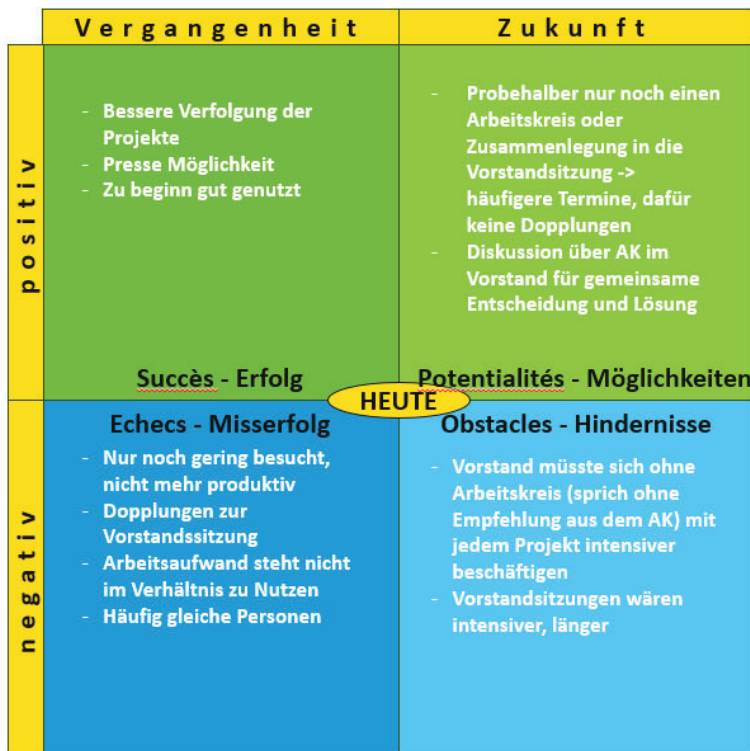 Vergangenheit
Zukunft
positiv
- Bessere Verfolgung der
Projekte
- Presse Möglichkeit
- Zu beginn gut genutzt
Succès - Erfolg
- Probehalber nur noch einen
Arbeitskreis oder
Zusammenlegung in die
Vorstandsitzung ->
häufigere Termine, dafür
keine Dopplungen
- Diskussion über AK im
Vorstand für gemeinsame
Entscheidung und Lösung
Potentialités - Möglichkeiten
HEUTE
negativ
Echecs - Misserfolg
- Nur noch gering besucht,
nicht mehr produktiv
- Dopplungen zur
Vorstandssitzung
- Arbeitsaufwand steht nicht
im Verhältnis zu Nutzen
- Häufig gleiche Personen
Obstacles - Hindernisse
- Vorstand müsste sich ohne
Arbeitskreis (sprich ohne
Empfehlung aus dem AK) mit
jedem Projekt intensiver
beschäftigen
- Vorstandsitzungen wären
intensiver, länger